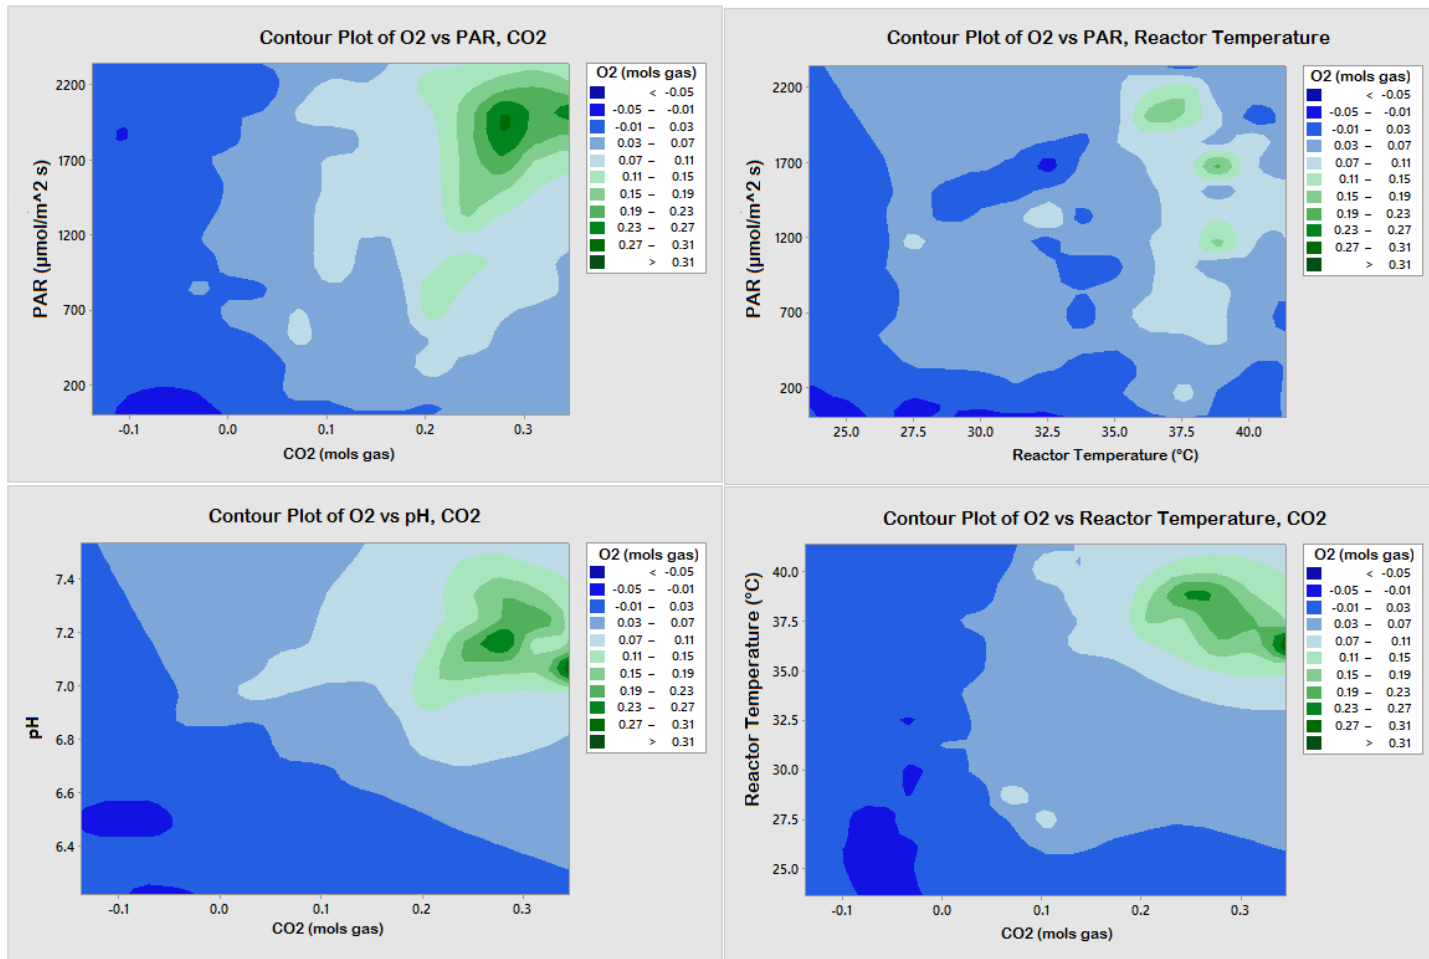 Contour Plot of O2 vs PAR, CO2
O2 (mols gas)
< -0.05
-0.05 – -0.01
-0.01 – 0.03
0.03 – 0.07
0.07 – 0.11
0.11 – 0.15
0.15 – 0.19
0.19 – 0.23
0.23 – 0.27
0.27 – 0.31
> 0.31
PAR (µmol/m^2 s)
2200
1700
1200
700
200
-0.1 0.0 0.1 0.2 0.3
CO2 (mols gas)
Contour Plot of O2 vs PAR, Reactor Temperature
O2 (mols gas)
< -0.05
-0.05 – -0.01
-0.01 – 0.03
0.03 – 0.07
0.07 – 0.11
0.11 – 0.15
0.15 – 0.19
0.19 – 0.23
0.23 – 0.27
0.27 – 0.31
> 0.31
PAR (µmol/m^2 s)
2200
1700
1200
700
200
25.0 27.5 30.0 32.5 35.0 37.5 40.0
Reactor Temperature (°C)
Contour Plot of O2 vs pH, CO2
O2 (mols gas)
< -0.05
-0.05 – -0.01
-0.01 – 0.03
0.03 – 0.07
0.07 – 0.11
0.11 – 0.15
0.15 – 0.19
0.19 – 0.23
0.23 – 0.27
0.27 – 0.31
> 0.31
pH
7.4
7.2
7.0
6.8
6.6
6.4
-0.1 0.0 0.1 0.2 0.3
CO2 (mols gas)
Contour Plot of O2 vs Reactor Temperature, CO2
O2 (mols gas)
< -0.05
-0.05 – -0.01
-0.01 – 0.03
0.03 – 0.07
0.07 – 0.11
0.11 – 0.15
0.15 – 0.19
0.19 – 0.23
0.23 – 0.27
0.27 – 0.31
> 0.31
Reactor Temperature (°C)
40.0
37.5
35.0
32.5
30.0
27.5
25.0
-0.1 0.0 0.1 0.2 0.3
CO2 (mols gas)